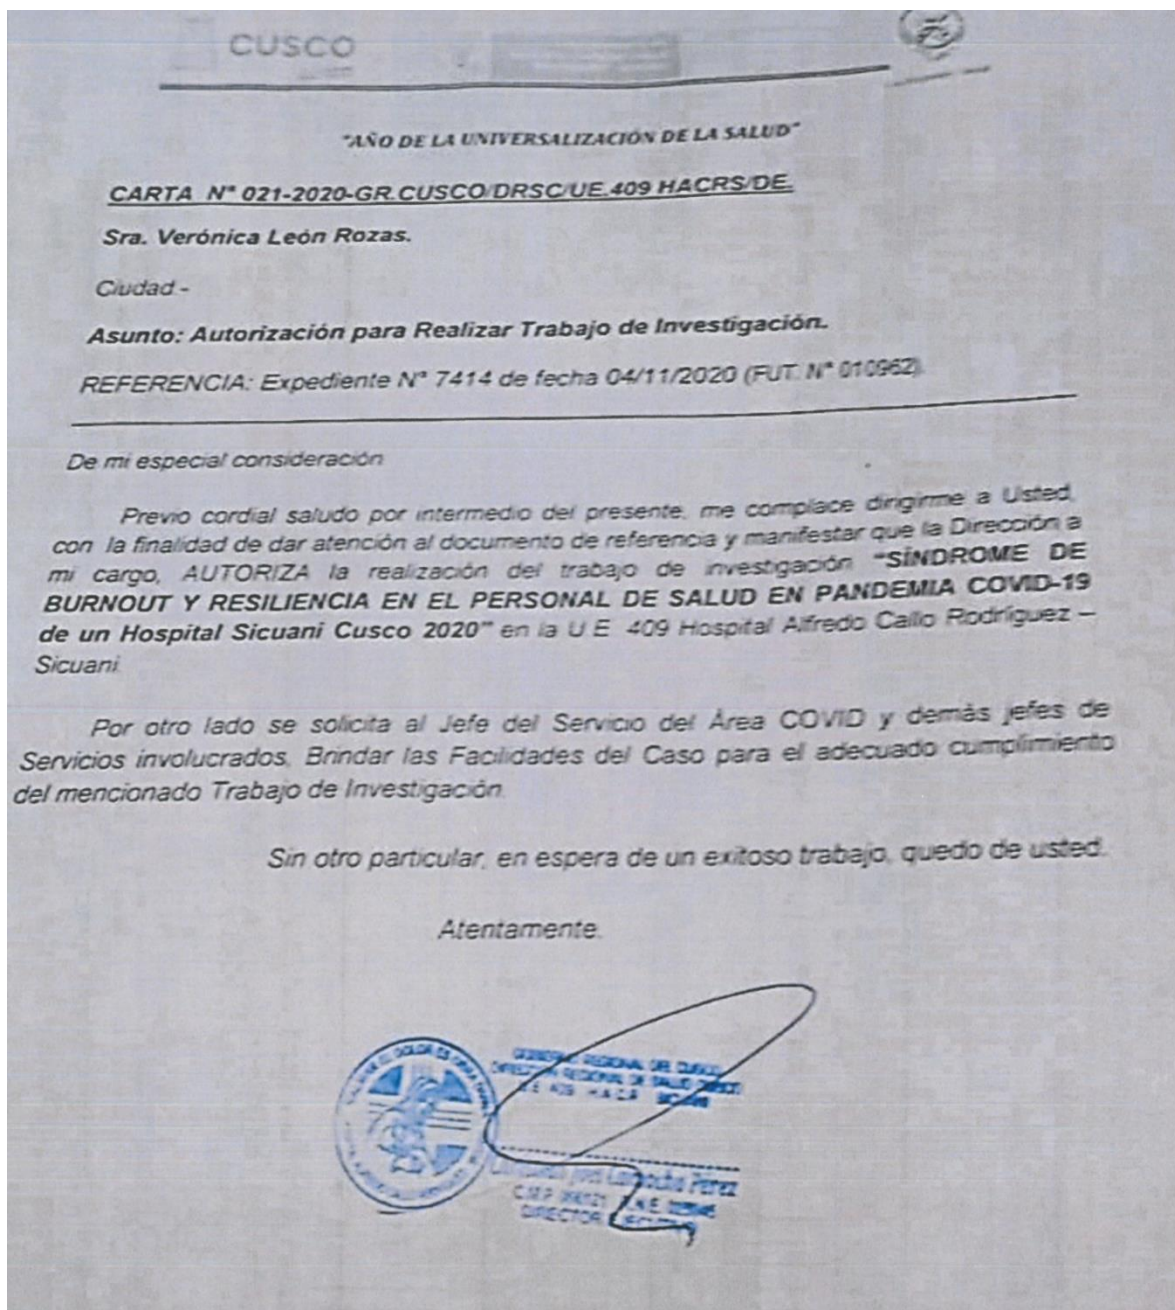 CUSCO
"AÑO DE LA UNIVERSALIZACIÓN DE LA SALUD"
CARTA N° 021-2020-GR.CUSCO/DRSC/UE.409 HACRS/DE.
Sra. Verónica León Rozas.
Ciudad.-
Asunto: Autorización para Realizar Trabajo de Investigación.
REFERENCIA: Expediente N° 7414 de fecha 04/11/2020 (FUT. N° 010962).
De mi especial consideración
Previo cordial saludo por intermedio del presente, me complace dirigirme a Usted,
con la finalidad de dar atención al documento de referencia y manifestar que la Dirección a
mi cargo, AUTORIZA la realización del trabajo de investigación "SÍNDROME DE
BURNOUT Y RESILIENCIA EN EL PERSONAL DE SALUD EN PANDEMIA COVID-19
de un Hospital Sicuani Cusco 2020" en la U.E. 409 Hospital Alfredo Callo Rodríguez –
Sicuani.
Por otro lado se solicita al Jefe del Servicio del Área COVID y demás jefes de
Servicios involucrados, Brindar las Facilidades del Caso para el adecuado cumplimiento
del mencionado Trabajo de Investigación.
Sin otro particular, en espera de un exitoso trabajo, quedo de usted.
Atentamente.
GOBIERNO REGIONAL DEL CUSCO
DIRECCIÓN REGIONAL DE SALUD CUSCO
U.E. 409 H.A.C.R. SICUANI
Pérez
C.M.P. R.N.E.
DIRECTOR